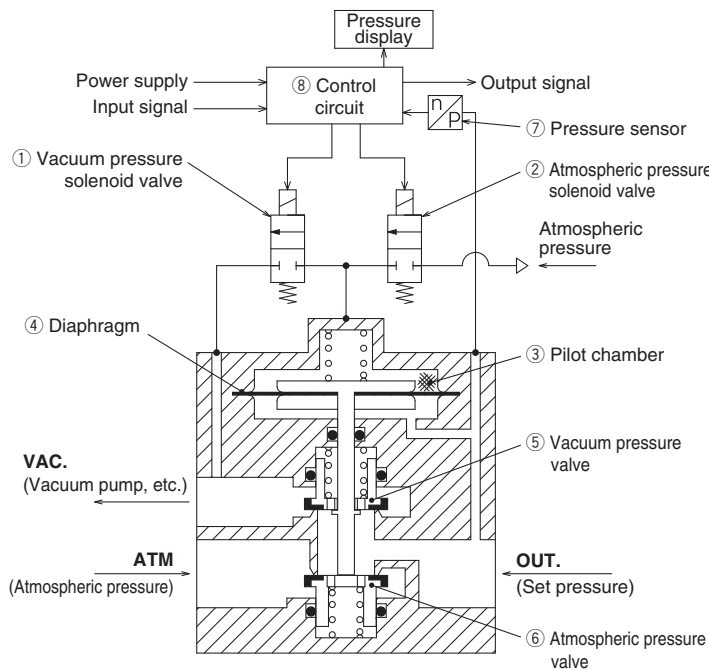 Pressure
display
Power supply
Input signal
⑧ Control
circuit
Output signal
n
P
⑦ Pressure sensor
① Vacuum pressure
solenoid valve
② Atmospheric pressure
solenoid valve
Atmospheric
pressure
④ Diaphragm
③ Pilot chamber
⑤ Vacuum pressure
valve
VAC.
(Vacuum pump, etc.)
ATM
(Atmospheric pressure)
OUT.
(Set pressure)
⑥ Atmospheric pressure
valve